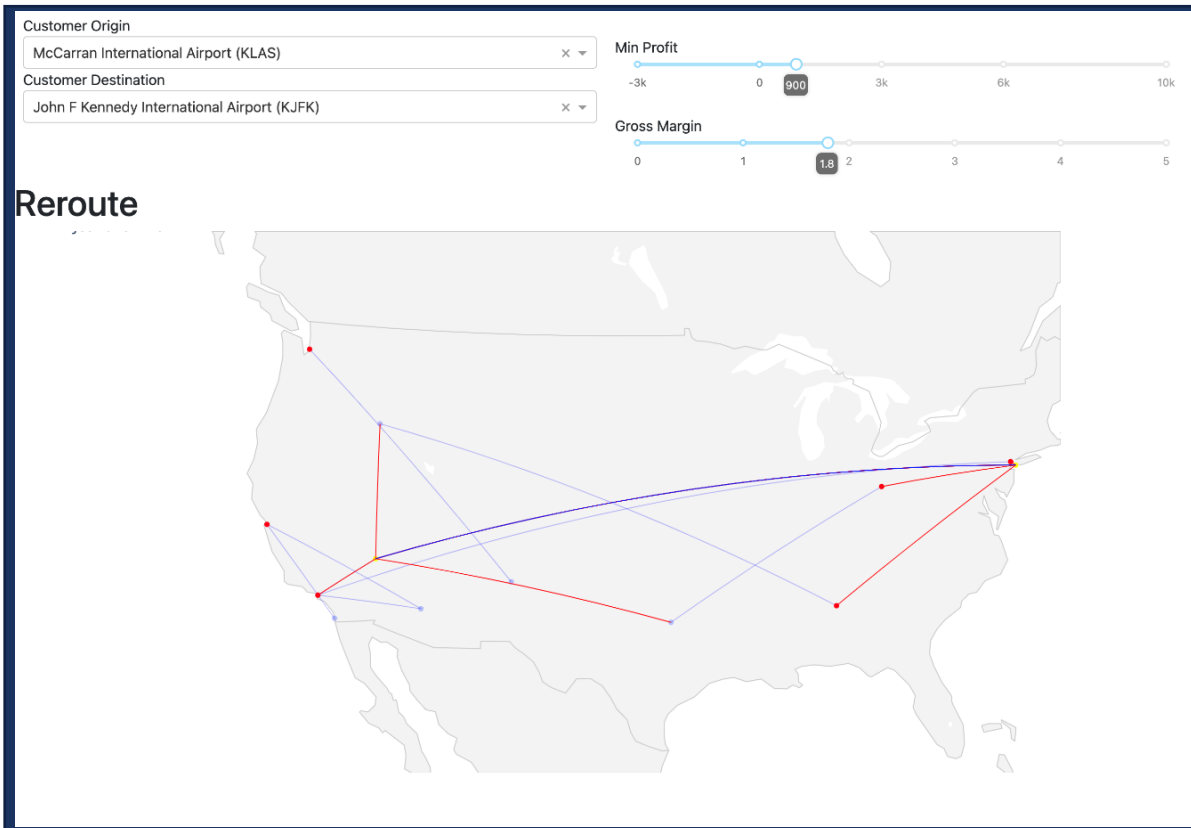 Customer Origin
McCarran International Airport (KLAS)
Customer Destination
John F Kennedy International Airport (KJFK)
Min Profit
-3k 0 900 3k 6k 10k
Gross Margin
0 1 1.8 2 3 4 5
Reroute